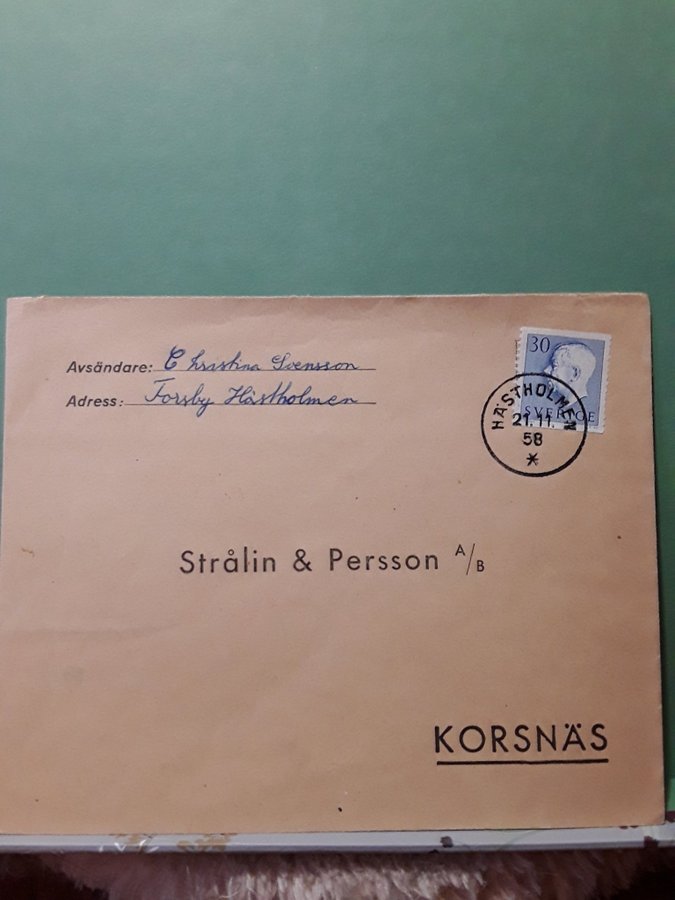 Avsändare: Christina Svensson
Adress: Forsby Hästholmen
30
SVERIGE
HÄSTHOLMEN
21.11.
58
*
Strålin & Persson A/B
KORSNÄS